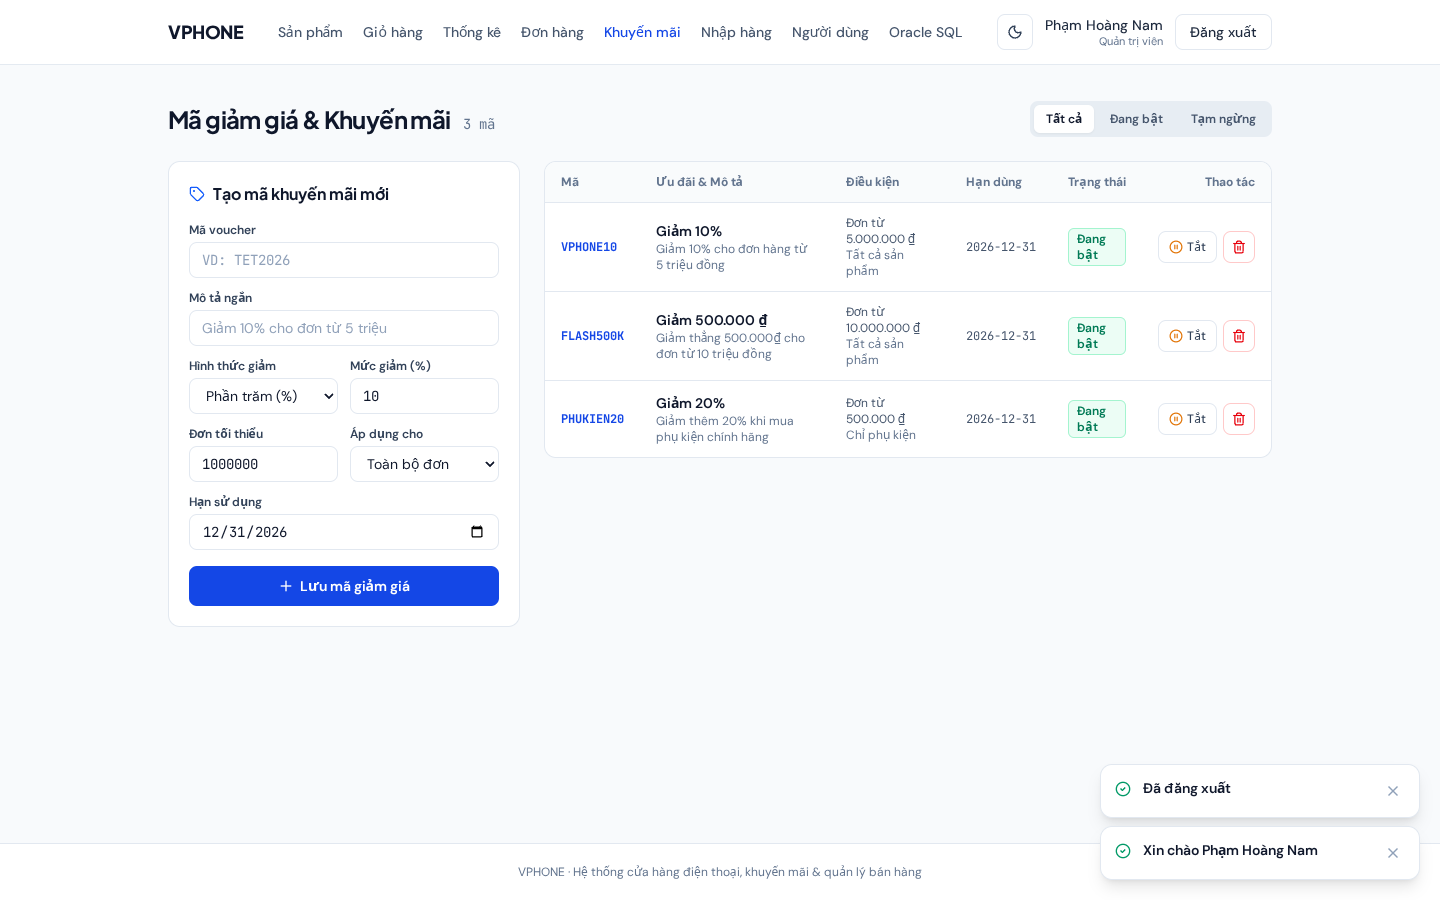 VPHONE
Sản phẩm
Giỏ hàng
Thống kê
Đơn hàng
Khuyến mãi
Nhập hàng
Người dùng
Oracle SQL
Phạm Hoàng Nam
Quản trị viên
Đăng xuất
Mã giảm giá & Khuyến mãi
3 mã
Tất cả
Đang bật
Tạm ngừng
Tạo mã khuyến mãi mới
Mã voucher
VD: TET2026
Mô tả ngắn
Giảm 10% cho đơn từ 5 triệu
Hình thức giảm
Mức giảm (%)
Phần trăm (%)
10
Đơn tối thiểu
Áp dụng cho
1000000
Toàn bộ đơn
Hạn sử dụng
12/31/2026
Lưu mã giảm giá
Mã
Ưu đãi & Mô tả
Điều kiện
Hạn dùng
Trạng thái
Thao tác
VPHONE10
Giảm 10%
Giảm 10% cho đơn hàng từ
5 triệu đồng
Đơn từ
5.000.000 ₫
Tất cả sản
phẩm
2026-12-31
Đang
bật
Tắt
FLASH500K
Giảm 500.000 ₫
Giảm thẳng 500.000₫ cho
đơn từ 10 triệu đồng
Đơn từ
10.000.000 ₫
Tất cả sản
phẩm
2026-12-31
Đang
bật
Tắt
PHUKIEN20
Giảm 20%
Giảm thêm 20% khi mua
phụ kiện chính hãng
Đơn từ
500.000 ₫
Chỉ phụ kiện
2026-12-31
Đang
bật
Tắt
Đã đăng xuất
Xin chào Phạm Hoàng Nam
VPHONE · Hệ thống cửa hàng điện thoại, khuyến mãi & quản lý bán hàng